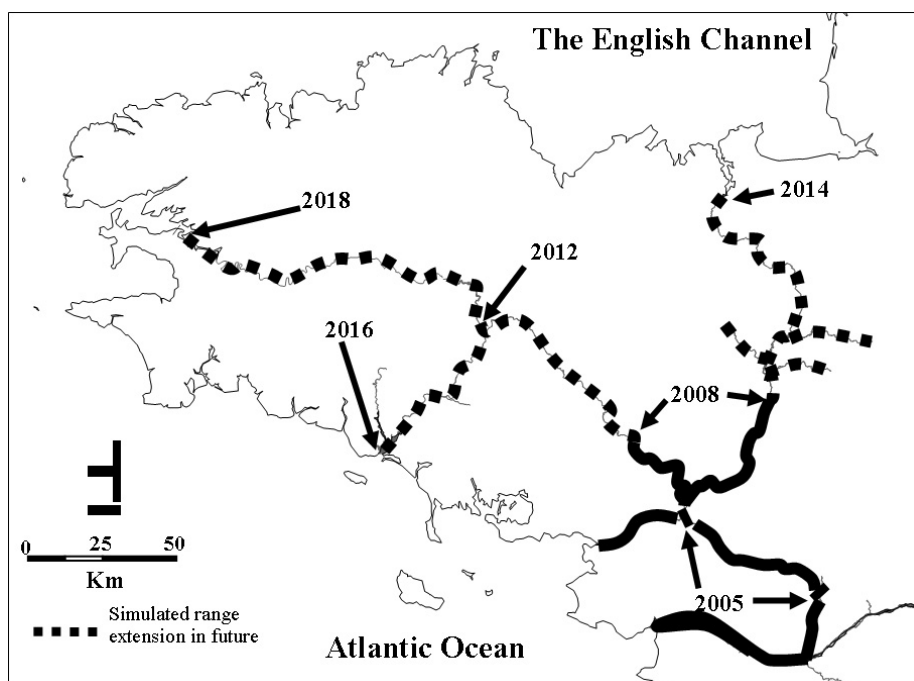 The English Channel
2018
2014
2012
2016
2008
0 25 50
Km
2005
Simulated range
extension in future
Atlantic Ocean